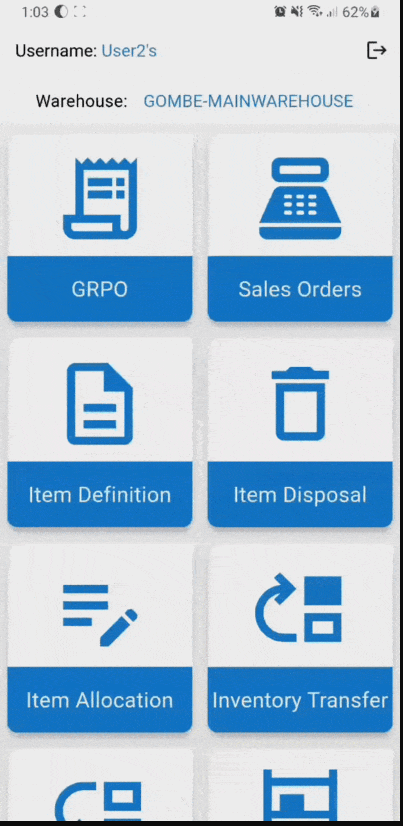 1:03 62%
Username: User2's
Warehouse: GOMBE-MAINWAREHOUSE
GRPO Sales Orders
Item Definition Item Disposal
Item Allocation Inventory Transfer